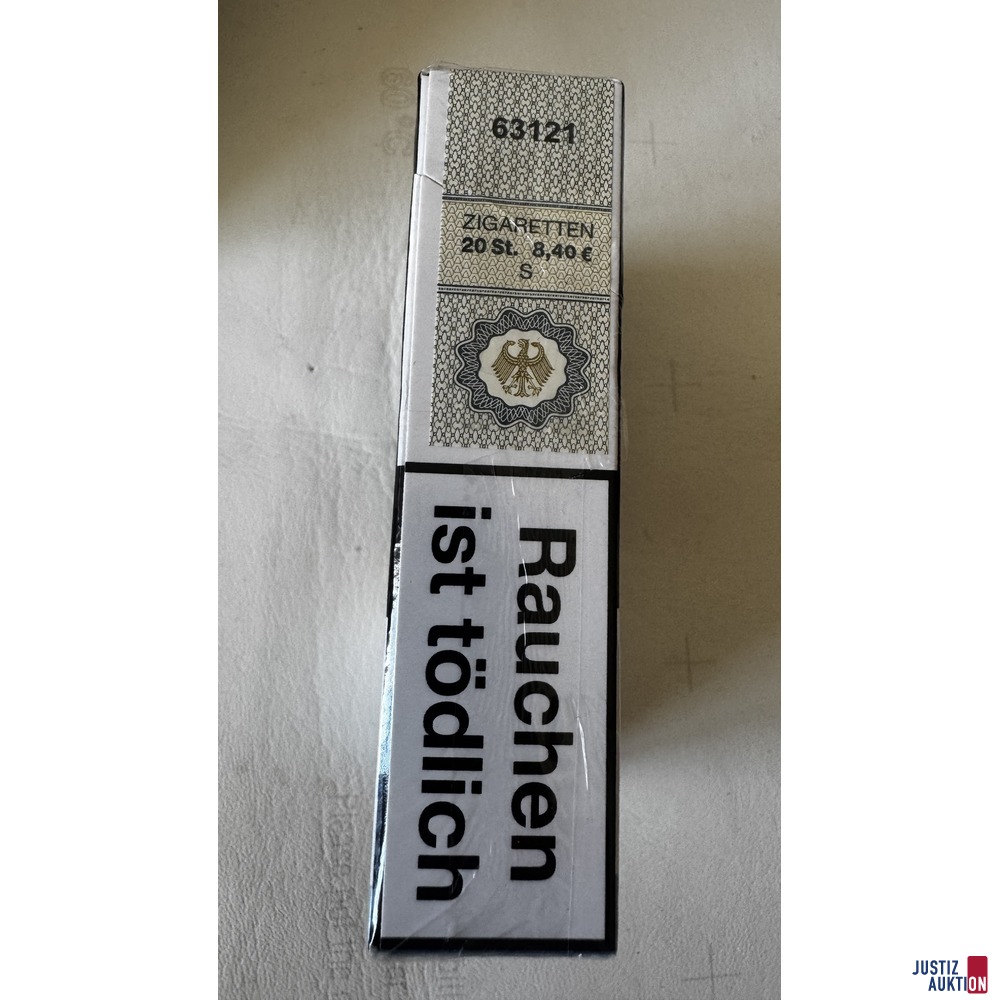 63121
ZIGARETTEN
20 St. 8,40 €
S
Rauchen
ist tödlich
JUSTIZ
AUKTION